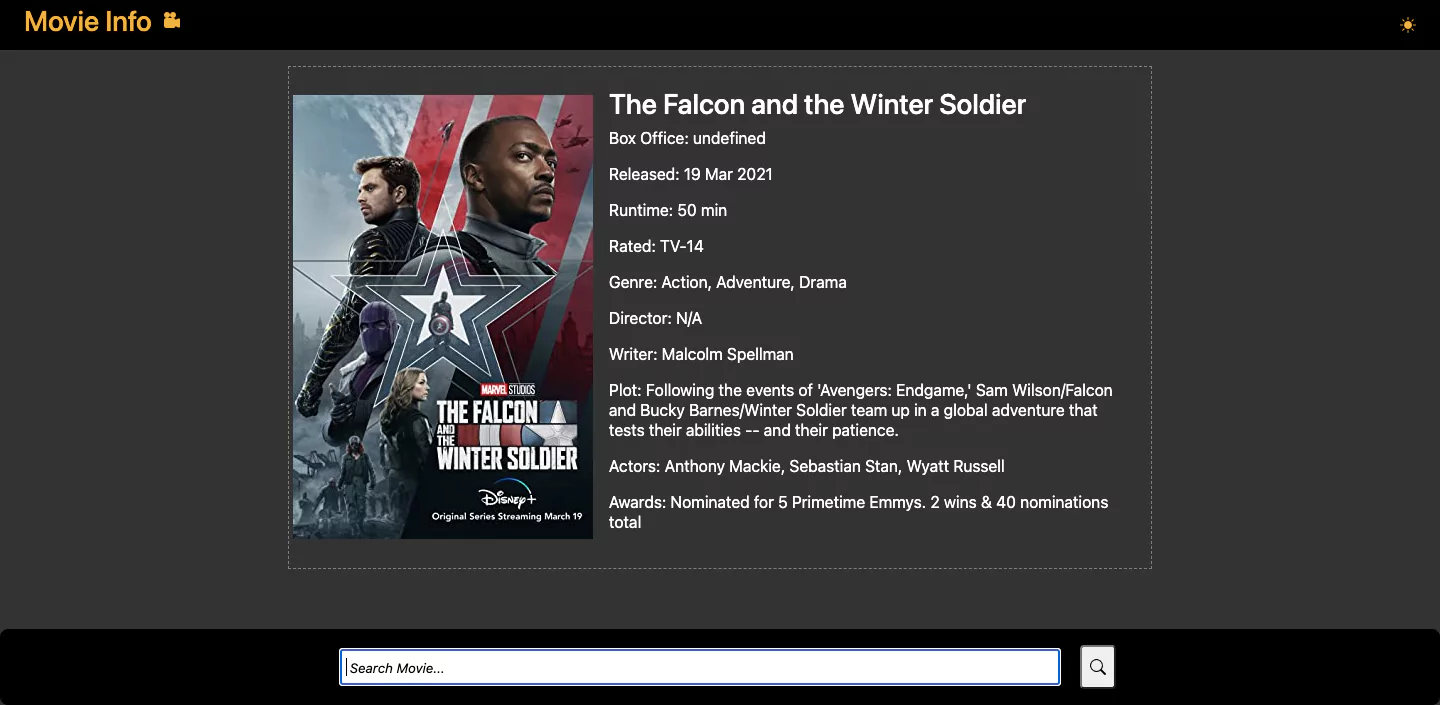 Movie Info
The Falcon and the Winter Soldier
Box Office: undefined
Released: 19 Mar 2021
Runtime: 50 min
Rated: TV-14
Genre: Action, Adventure, Drama
Director: N/A
Writer: Malcolm Spellman
Plot: Following the events of 'Avengers: Endgame,' Sam Wilson/Falcon
and Bucky Barnes/Winter Soldier team up in a global adventure that
tests their abilities -- and their patience.
Actors: Anthony Mackie, Sebastian Stan, Wyatt Russell
Awards: Nominated for 5 Primetime Emmys. 2 wins & 40 nominations
total
MARVEL STUDIOS
THE FALCON
AND THE
WINTER SOLDIER
Disney+
Original Series Streaming March 19
Search Movie...